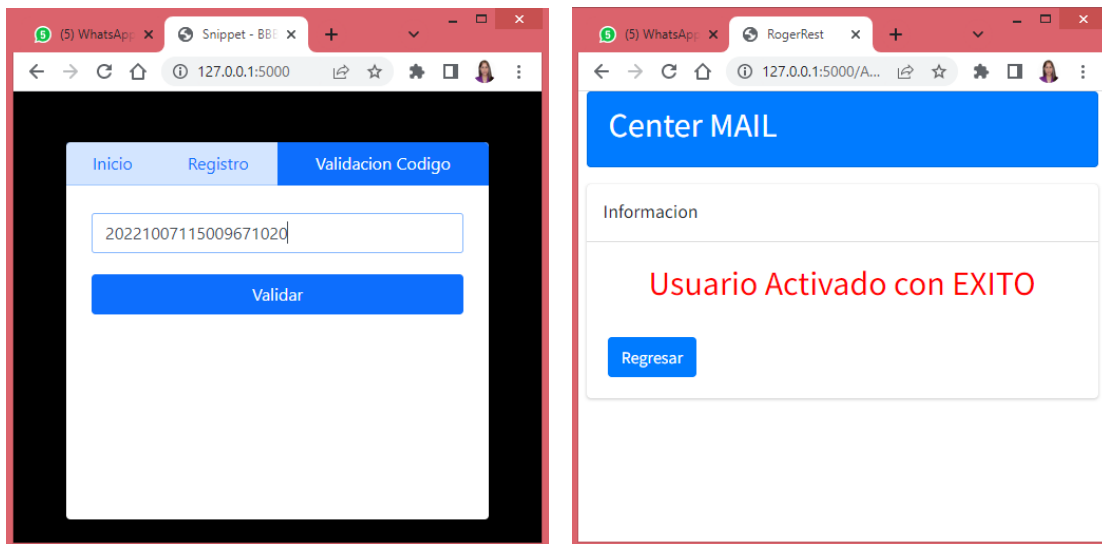 (5) WhatsApp
Snippet - BBB
127.0.0.1:5000
Inicio
Registro
Validacion Codigo
20221007115009671020
Validar
(5) WhatsApp
RogerRest
127.0.0.1:5000/A...
Center MAIL
Informacion
Usuario Activado con EXITO
Regresar